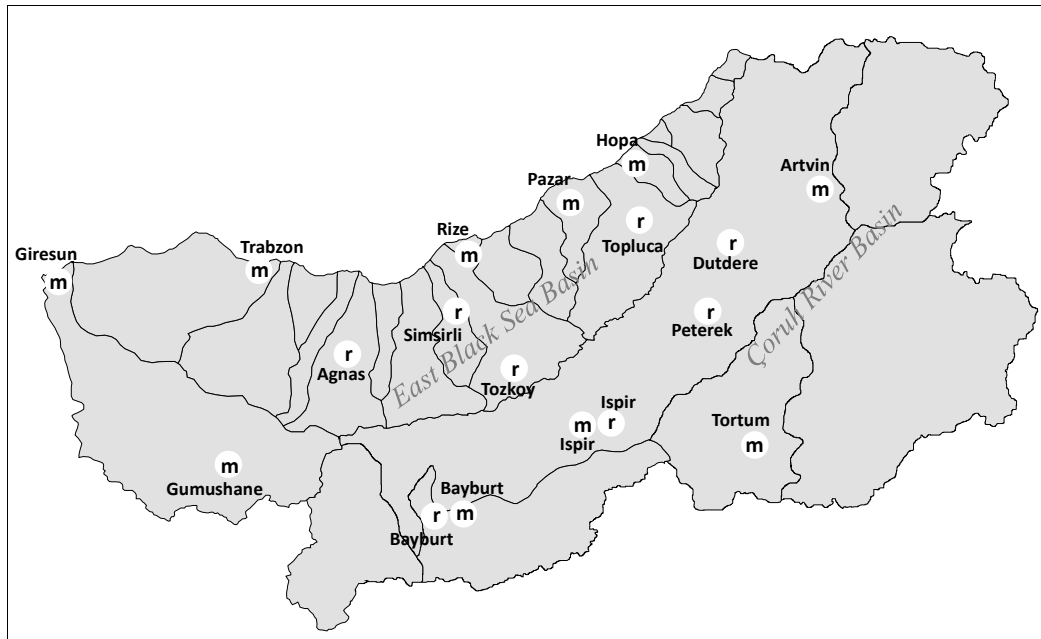 Hopa
m
Artvin
m
Pazar
m
r
Topluca
Rize
m
r
Dutdere
Giresun
m
Trabzon
m
r
Simsirli
r
Peterek
East Black Sea Basin
Çoruh River Basin
r
Agnas
r
Tozkoy
Ispir
m
r
Ispir
Tortum
m
m
Gumushane
Bayburt
r
m
Bayburt